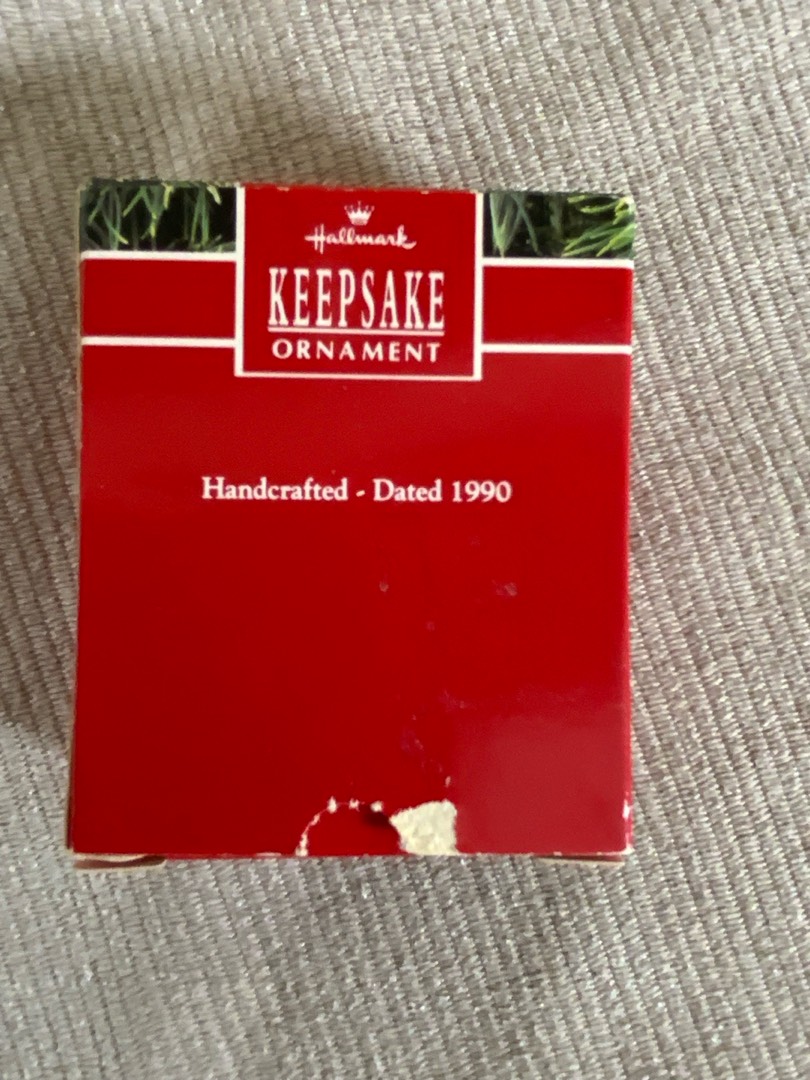 Hallmark
KEEPSAKE
ORNAMENT
Handcrafted - Dated 1990